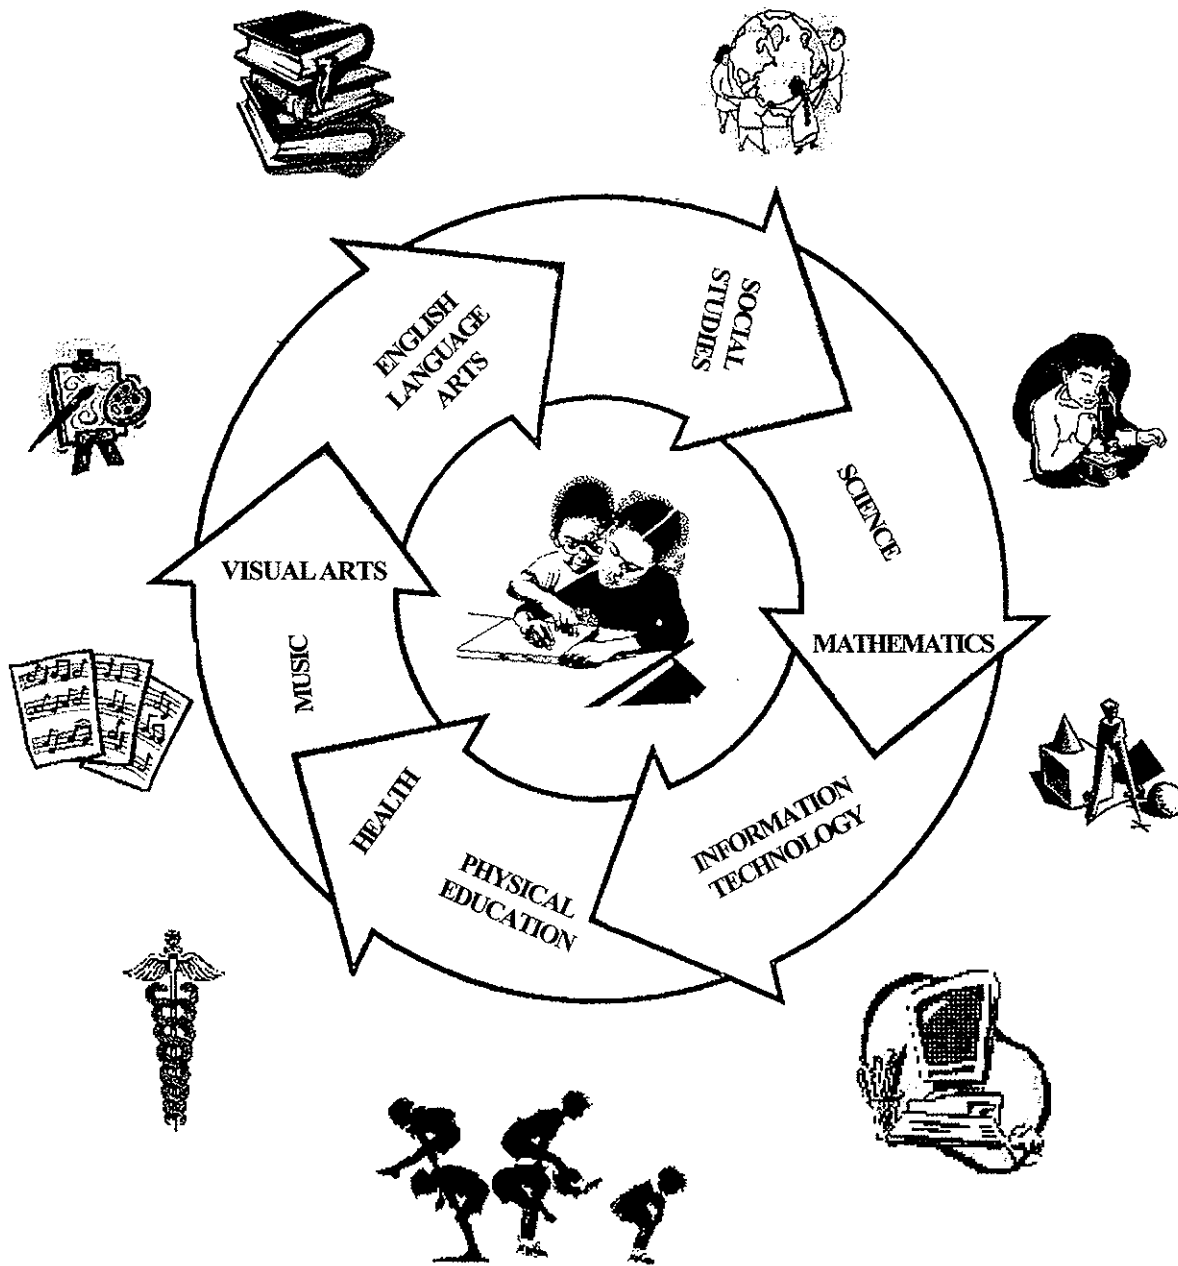 ENGLISH
LANGUAGE
ARTS
SOCIAL
STUDIES
SCIENCE
MATHEMATICS
INFORMATION
TECHNOLOGY
PHYSICAL
EDUCATION
HEALTH
MUSIC
VISUAL ARTS